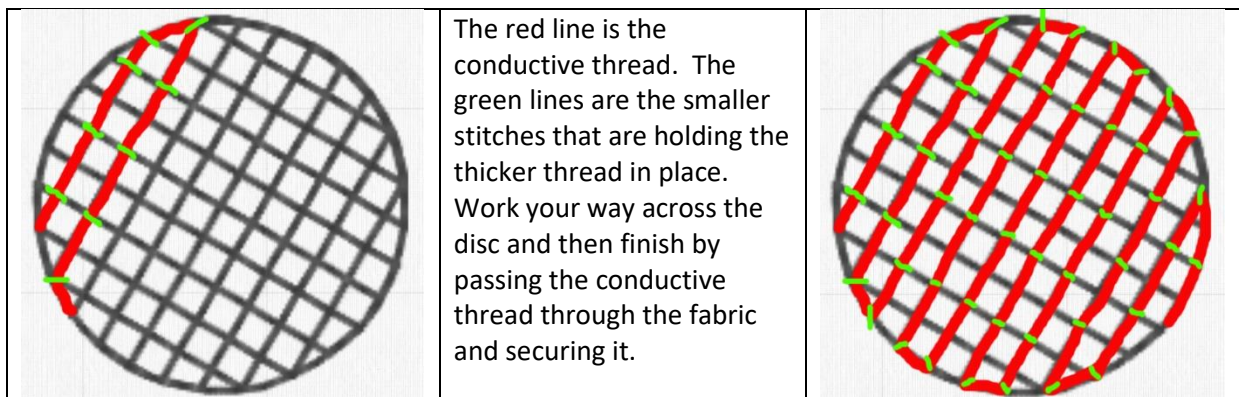 The red line is the
conductive thread.  The
green lines are the smaller
stitches that are holding the
thicker thread in place.
Work your way across the
disc and then finish by
passing the conductive
thread through the fabric
and securing it.